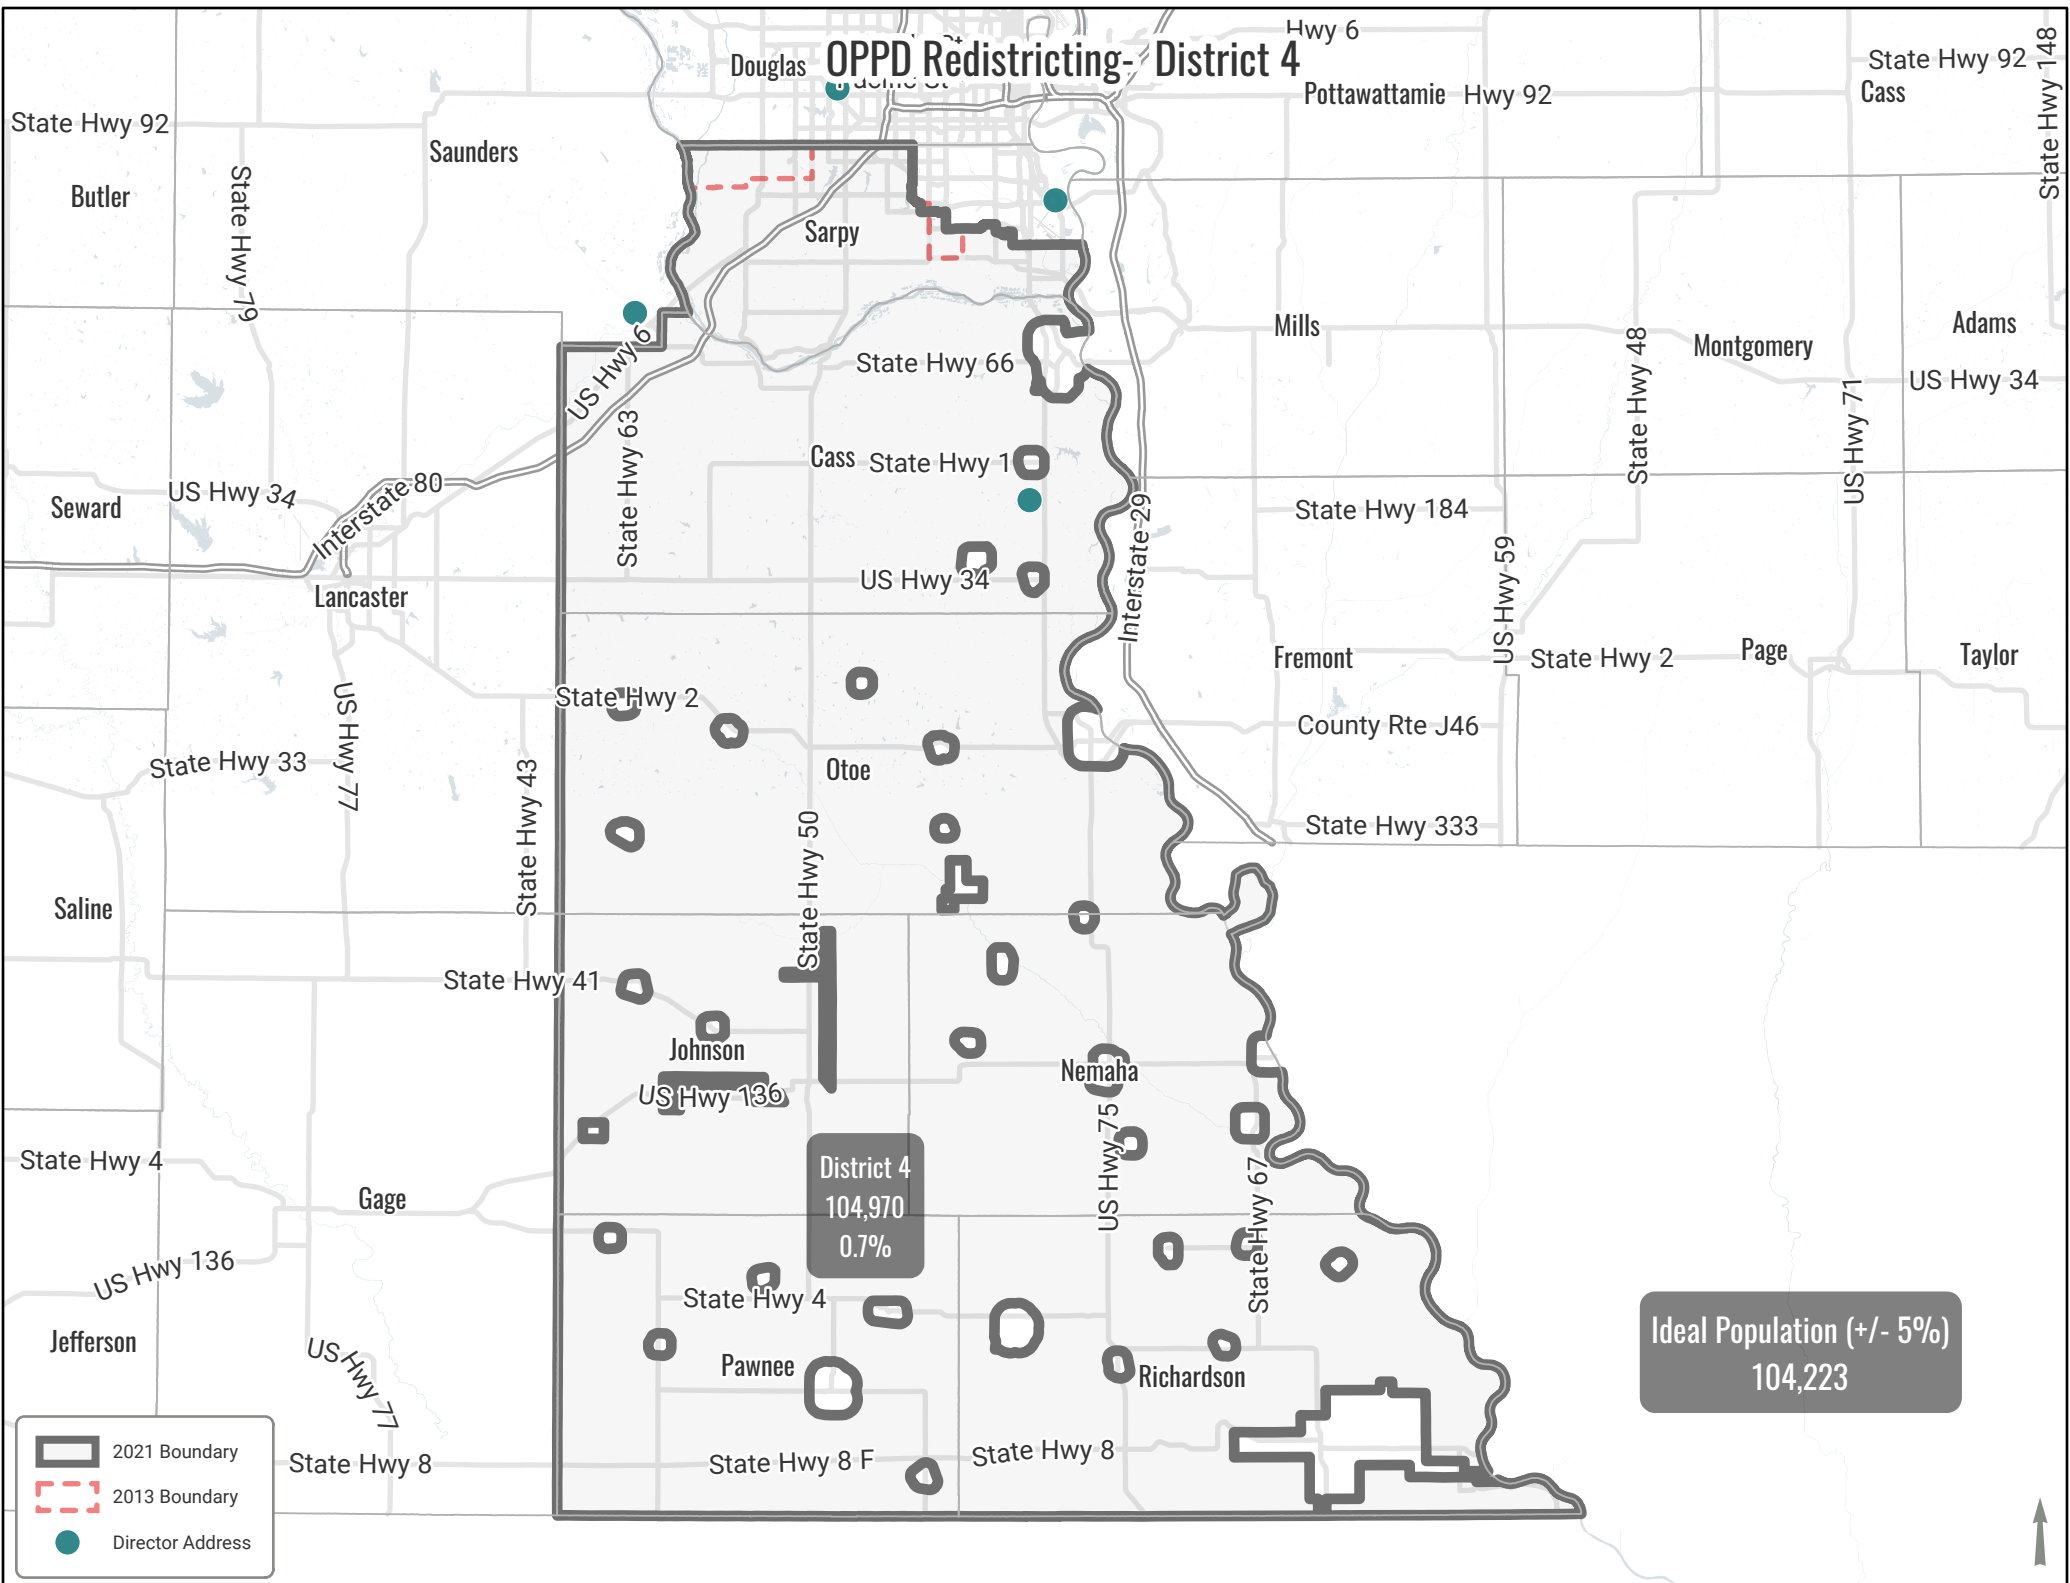 OPPD Redistricting- District 4
Douglas
Hwy 6
State Hwy 92
Cass
State Hwy 148
Pottawattamie
Hwy 92
State Hwy 92
Saunders
Butler
State Hwy 79
Sarpy
Mills
State Hwy 48
Montgomery
Adams
US Hwy 34
US Hwy 71
US Hwy 6
State Hwy 66
State Hwy 63
Cass
State Hwy 1
Seward
US Hwy 34
Interstate 80
State Hwy 184
Interstate 29
US Hwy 59
US Hwy 34
Lancaster
Fremont
State Hwy 2
Page
Taylor
State Hwy 2
US Hwy 77
County Rte J46
State Hwy 33
State Hwy 43
Otoe
State Hwy 50
State Hwy 333
Saline
State Hwy 41
Johnson
US Hwy 136
Nemaha
US Hwy 75
State Hwy 67
State Hwy 4
Gage
District 4
104,970
0.7%
US Hwy 136
State Hwy 4
Jefferson
US Hwy 77
Pawnee
Richardson
Ideal Population (+/- 5%)
104,223
State Hwy 8
State Hwy 8 F
State Hwy 8
2021 Boundary
2013 Boundary
Director Address